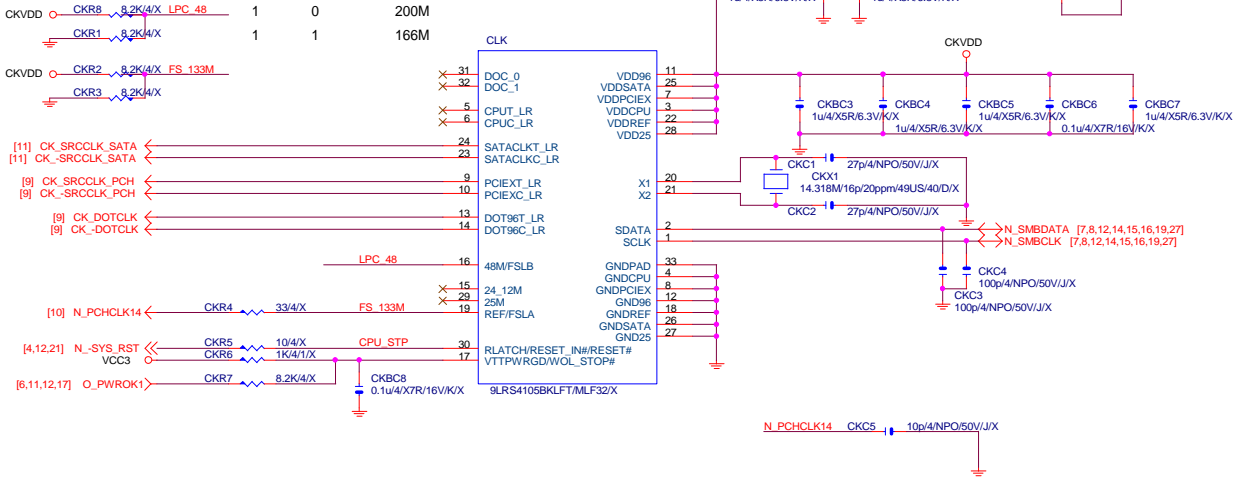 CKVDD CKR8 8.2K/4/X LPC_48 1 0 200M
CKR1 8.2K/4/X 1 1 166M
CKVDD CKR2 8.2K/4/X FS_133M
CKR3 8.2K/4/X
CLK
31 DOC_0
32 DOC_1
5 CPUT_LR
6 CPUC_LR
[11] CK_SRCCLK_SATA 24 SATACLKT_LR
[11] CK_-SRCCLK_SATA 23 SATACLKC_LR
[9] CK_SRCCLK_PCH 9 PCIEXT_LR
[9] CK_-SRCCLK_PCH 10 PCIEXC_LR
[9] CK_DOTCLK 13 DOT96T_LR
[9] CK_-DOTCLK 14 DOT96C_LR
LPC_48 16 48M/FSLB
15 24_12M
29 25M
[10] N_PCHCLK14 CKR4 33/4/X FS_133M 19 REF/FSLA
[4,12,21] N_-SYS_RST CKR5 10/4/X CPU_STP 30 RLATCH/RESET_IN#/RESET#
VCC3 CKR6 1K/4/1/X 17 VTTPWRGD/WOL_STOP#
[6,11,12,17] O_PWROK1 CKR7 8.2K/4/X
CKBC8
0.1u/4/X7R/16V/K/X
9LRS4105BKLFT/MLF32/X
VDD96 11
VDDSATA 25
VDDPCIEX 7
VDDCPU 3
VDDREF 22
VDD25 28
X1 20
X2 21
SDATA 2 N_SMBDATA [7,8,12,14,15,16,19,27]
SCLK 1 N_SMBCLK [7,8,12,14,15,16,19,27]
GNDPAD 33
GNDCPU 4
GNDPCIEX 8
GND96 12
GNDREF 18
GNDSATA 26
GND25 27
CKVDD
CKBC3 CKBC4 CKBC5 CKBC6 CKBC7
1u/4/X5R/6.3V/K/X 1u/4/X5R/6.3V/K/X 1u/4/X5R/6.3V/K/X
1u/4/X5R/6.3V/K/X 0.1u/4/X7R/16V/K/X
CKC1 27p/4/NPO/50V/J/X
CKX1
14.318M/16p/20ppm/49US/40/D/X
CKC2 27p/4/NPO/50V/J/X
CKC4
100p/4/NPO/50V/J/X
CKC3
100p/4/NPO/50V/J/X
N_PCHCLK14 CKC5 10p/4/NPO/50V/J/X